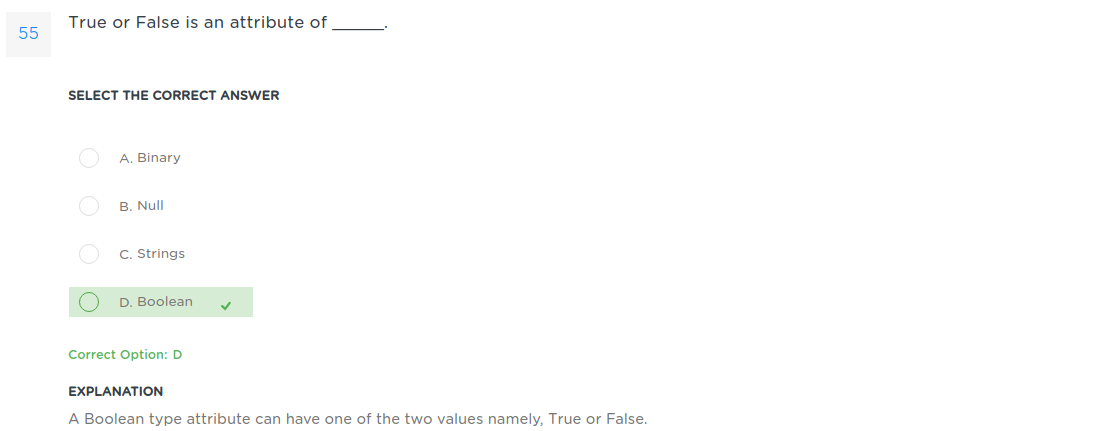 55
True or False is an attribute of ______.
SELECT THE CORRECT ANSWER
A. Binary
B. Null
C. Strings
D. Boolean
Correct Option: D
EXPLANATION
A Boolean type attribute can have one of the two values namely, True or False.